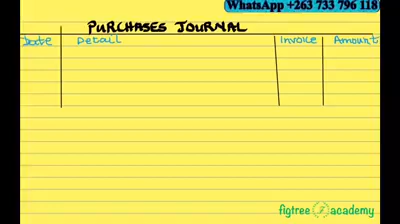 WhatsApp +263 733 796 118
PURCHASES JOURNAL
Date Detail Invoice Amount
figtree academy